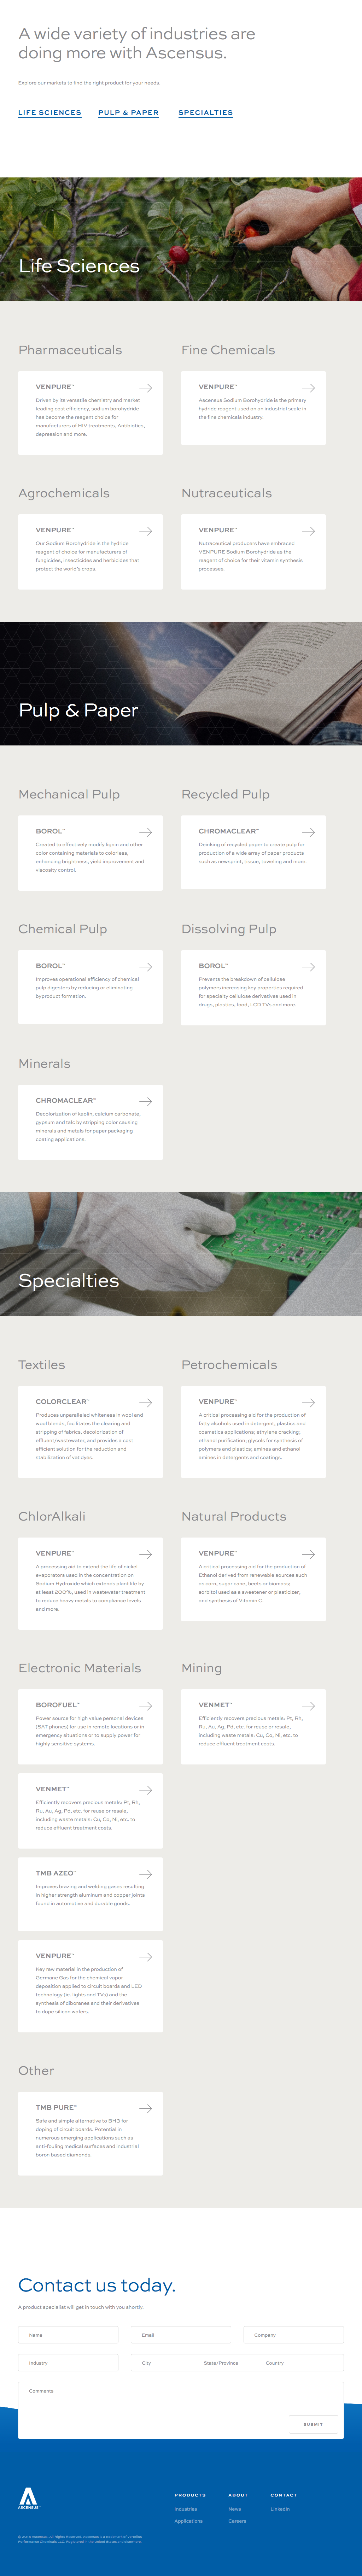 A wide variety of industries are
doing more with Ascensus.
Explore our markets to find the right product for your needs.
LIFE SCIENCES PULP & PAPER SPECIALTIES
Life Sciences
Pharmaceuticals
VENPURE™
Driven by its versatile chemistry and market
leading cost efficiency, sodium borohydride
has become the reagent choice for
manufacturers of HIV treatments, Antibiotics,
depression and more.
Fine Chemicals
VENPURE™
Ascensus Sodium Borohydride is the primary
hydride reagent used on an industrial scale in
the fine chemicals industry.
Agrochemicals
VENPURE™
Our Sodium Borohydride is the hydride
reagent of choice for manufacturers of
fungicides, insecticides and herbicides that
protect the world's crops.
Nutraceuticals
VENPURE™
Nutraceutical producers have embraced
VENPURE Sodium Borohydride as the
reagent of choice for their vitamin synthesis
processes.
Pulp & Paper
Mechanical Pulp
BOROL™
Created to effectively modify lignin and other
color containing materials to colorless,
enhancing brightness, yield improvement and
viscosity control.
Recycled Pulp
CHROMACLEAR™
Deinking of recycled paper to create pulp for
production of a wide array of paper products
such as newsprint, tissue, toweling and more.
Chemical Pulp
BOROL™
Improves operational efficiency of chemical
pulp digesters by reducing or eliminating
byproduct formation.
Dissolving Pulp
BOROL™
Prevents the breakdown of cellulose
polymers increasing key properties required
for specialty cellulose derivatives used in
drugs, plastics, food, LCD TVs and more.
Minerals
CHROMACLEAR™
Decolorization of kaolin, calcium carbonate,
gypsum and talc by stripping color causing
minerals and metals for paper packaging
coating applications.
Specialties
Textiles
COLORCLEAR™
Produces unparalleled whiteness in wool and
wool blends, facilitates the clearing and
stripping of fabrics, decolorization of
effluent/wastewater, and provides a cost
efficient solution for the reduction and
stabilization of vat dyes.
Petrochemicals
VENPURE™
A critical processing aid for the production of
fatty alcohols used in detergent, plastics and
cosmetics applications, ethylene cracking;
ethanol purification; glycols for synthesis of
polymers and plastics; amines and ethanol
amines in detergents and coatings.
ChlorAlkali
VENPURE™
A processing aid to extend the life of nickel
evaporators used in the concentration on
Sodium Hydroxide which extends plant life by
at least 200%, used in wastewater treatment
to reduce heavy metals to compliance levels
and more.
Natural Products
VENPURE™
A critical processing aid for the production of
Ethanol derived from renewable sources such
as corn, sugar cane, beets or biomass;
sorbitol used as a sweetener or plasticizer;
and synthesis of Vitamin C.
Electronic Materials
BOROFUEL™
Power source for high value personal devices
(SAT phones) for use in remote locations or in
emergency situations or to supply power for
highly sensitive systems.
Mining
VENMET™
Efficiently recovers precious metals: Pt, Rh,
Ru, Au, Ag, Pd, etc. for reuse or resale,
including waste metals: Cu, Co, Ni, etc. to
reduce effluent treatment costs.
VENMET™
Efficiently recovers precious metals: Pt, Rh,
Ru, Au, Ag, Pd, etc. for reuse or resale,
including waste metals: Cu, Co, Ni, etc. to
reduce effluent treatment costs.
TMB AZEO™
Improves brazing and welding gases resulting
in higher strength aluminum and copper joints
found in automotive and durable goods.
VENPURE™
Key raw material in the production of
Germane Gas for the chemical vapor
deposition applied to circuit boards and LED
technology (ie. lights and TVs) and the
synthesis of diboranes and their derivatives
to dope silicon wafers.
Other
TMB PURE™
Safe and simple alternative to BH3 for
doping of circuit boards. Potential in
numerous emerging applications such as
anti-fouling medical surfaces and industrial
boron based diamonds.
Contact us today.
A product specialist will get in touch with you shortly.
Name Email Company
Industry City State/Province Country
Comments
SUBMIT
ASCENSUS
PRODUCTS ABOUT CONTACT
Industries News LinkedIn
Applications Careers
© 2018 Ascensus. All Rights Reserved. Ascensus is a trademark of Vertellus
Performance Chemicals LLC. Registered in the United States and elsewhere.